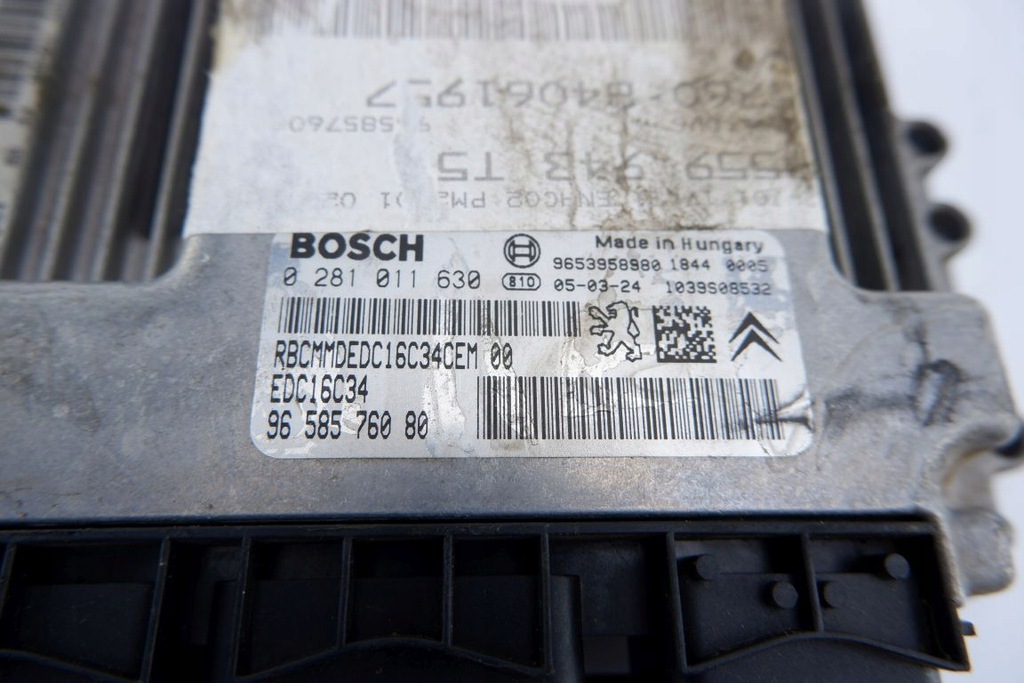 BOSCH
Made in Hungary
0 281 011 630
9653958980 1844 0005
810 05-03-24 1039S08532
RBCMMDEDC16C34CEM 00
EDC16C34
96 585 760 80